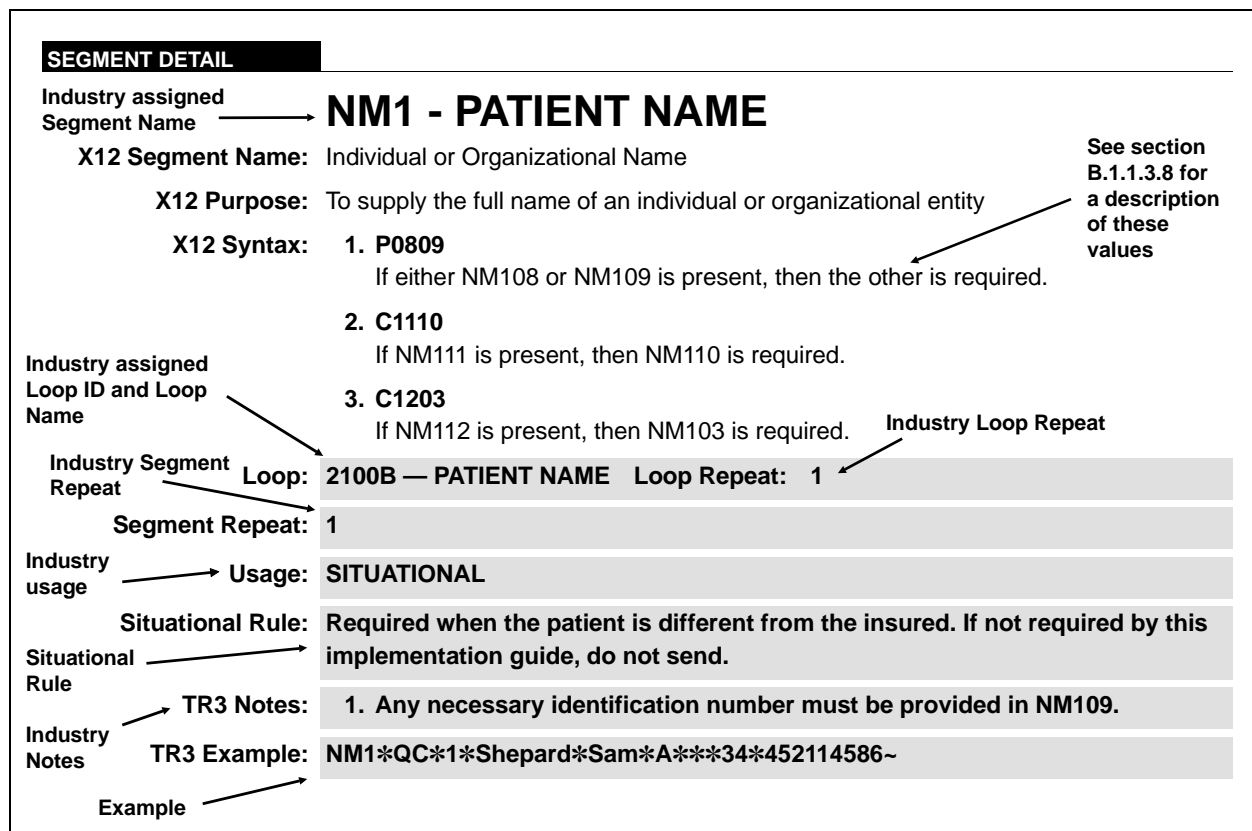 SEGMENT DETAIL
Industry assigned
Segment Name
NM1 - PATIENT NAME
X12 Segment Name: Individual or Organizational Name
X12 Purpose: To supply the full name of an individual or organizational entity
See section
B.1.1.3.8 for
a description
of these
values
X12 Syntax: 1. P0809
If either NM108 or NM109 is present, then the other is required.
2. C1110
If NM111 is present, then NM110 is required.
3. C1203
If NM112 is present, then NM103 is required.
Industry assigned
Loop ID and Loop
Name
Industry Loop Repeat
Industry Segment
Repeat
Loop: 2100B — PATIENT NAME Loop Repeat: 1
Segment Repeat: 1
Industry
usage
Usage: SITUATIONAL
Situational Rule: Required when the patient is different from the insured. If not required by this
implementation guide, do not send.
Situational
Rule
TR3 Notes: 1. Any necessary identification number must be provided in NM109.
Industry
Notes
TR3 Example: NM1✽QC✽1✽Shepard✽Sam✽A✽✽✽34✽452114586~
Example